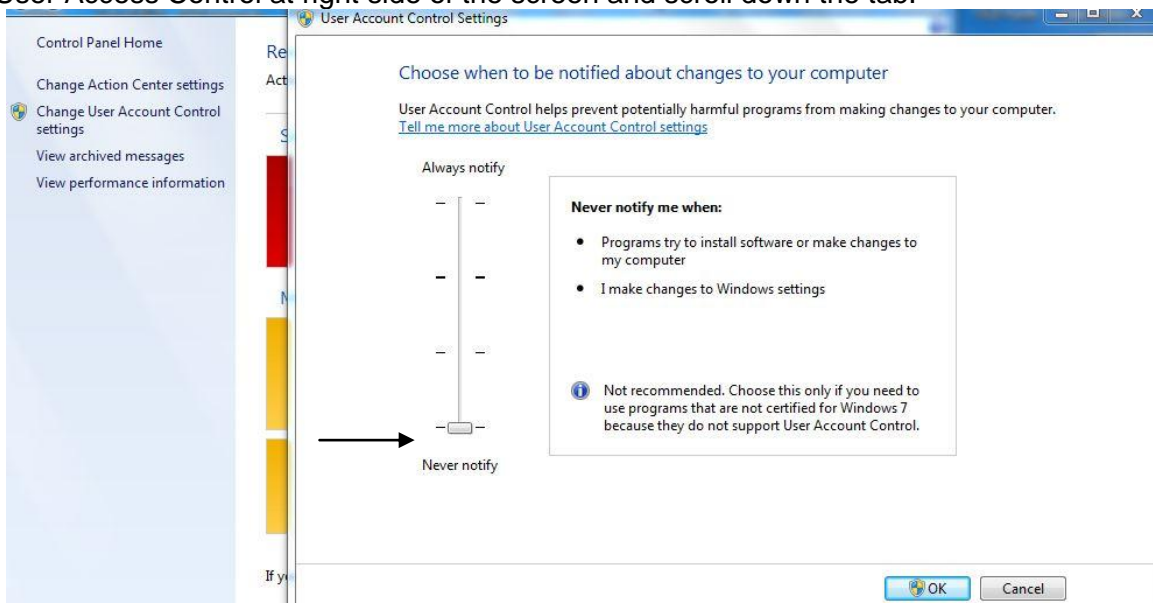 User Access Control at right side of the screen and scroll down the tab.
User Account Control Settings
Control Panel Home
Change Action Center settings
Change User Account Control
settings
View archived messages
View performance information
Re
Act
S
M
If yo
Choose when to be notified about changes to your computer
User Account Control helps prevent potentially harmful programs from making changes to your computer.
Tell me more about User Account Control settings
Always notify
Never notify
Never notify me when:
• Programs try to install software or make changes to
my computer
• I make changes to Windows settings
Not recommended. Choose this only if you need to
use programs that are not certified for Windows 7
because they do not support User Account Control.
OK
Cancel